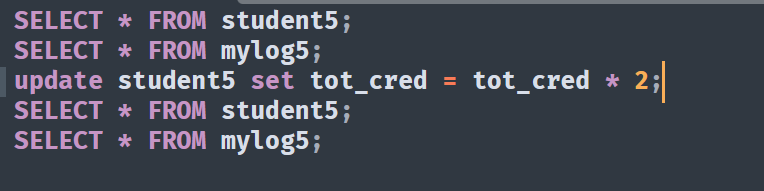 SELECT * FROM student5;
SELECT * FROM mylog5;
update student5 set tot_cred = tot_cred * 2;
SELECT * FROM student5;
SELECT * FROM mylog5;